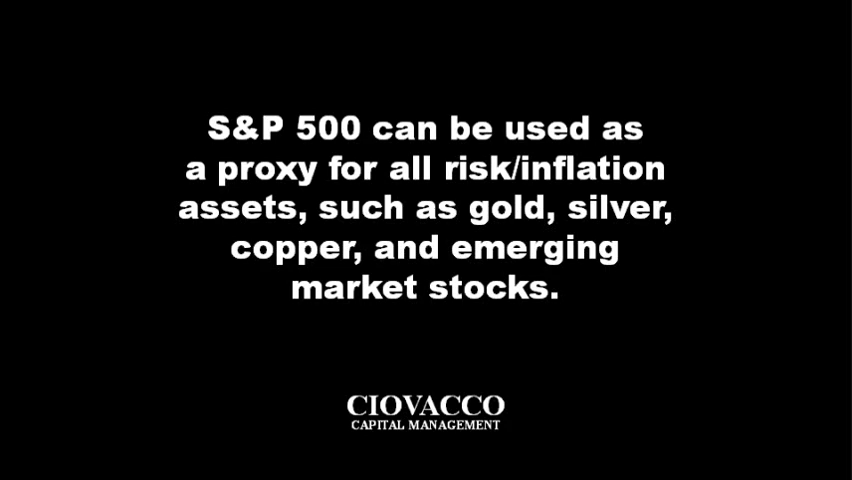 S&P 500 can be used as
a proxy for all risk/inflation
assets, such as gold, silver,
copper, and emerging
market stocks.
CIOVACCO
CAPITAL MANAGEMENT